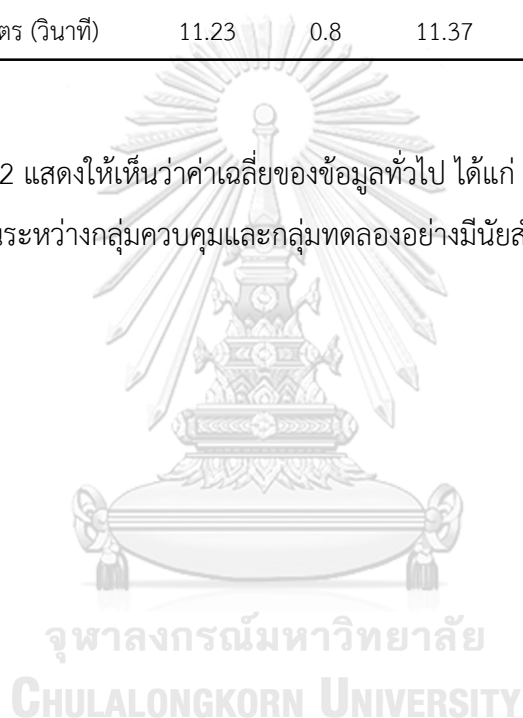 ตร (วินาที) 11.23 0.8 11.37
2 แสดงให้เห็นว่าค่าเฉลี่ยของข้อมูลทั่วไป ได้แก่
ระหว่างกลุ่มควบคุมและกลุ่มทดลองอย่างมีนัยส
จุฬาลงกรณ์มหาวิทยาลัย
CHULALONGKORN UNIVERSITY